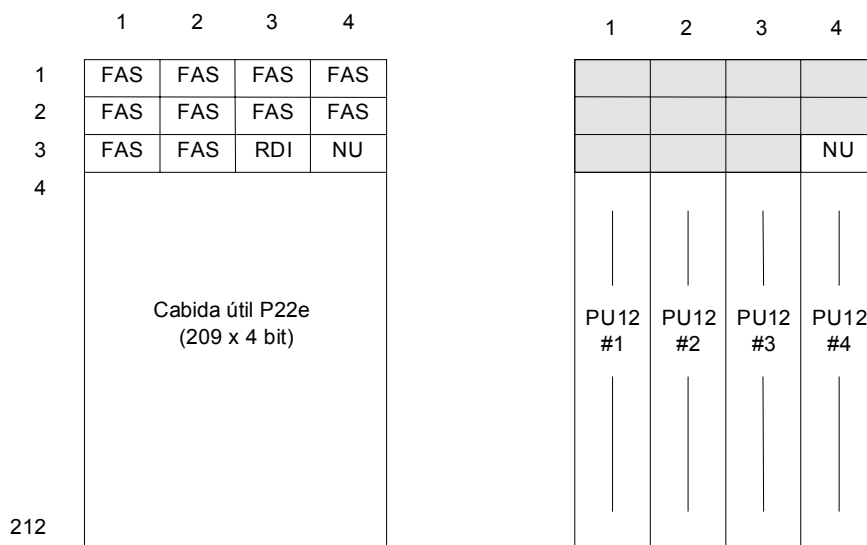 1 2 3 4
1 FAS FAS FAS FAS
2 FAS FAS FAS FAS
3 FAS FAS RDI NU
4
Cabida útil P22e
(209 x 4 bit)
212
1 2 3 4
NU
PU12 PU12 PU12 PU12
#1 #2 #3 #4